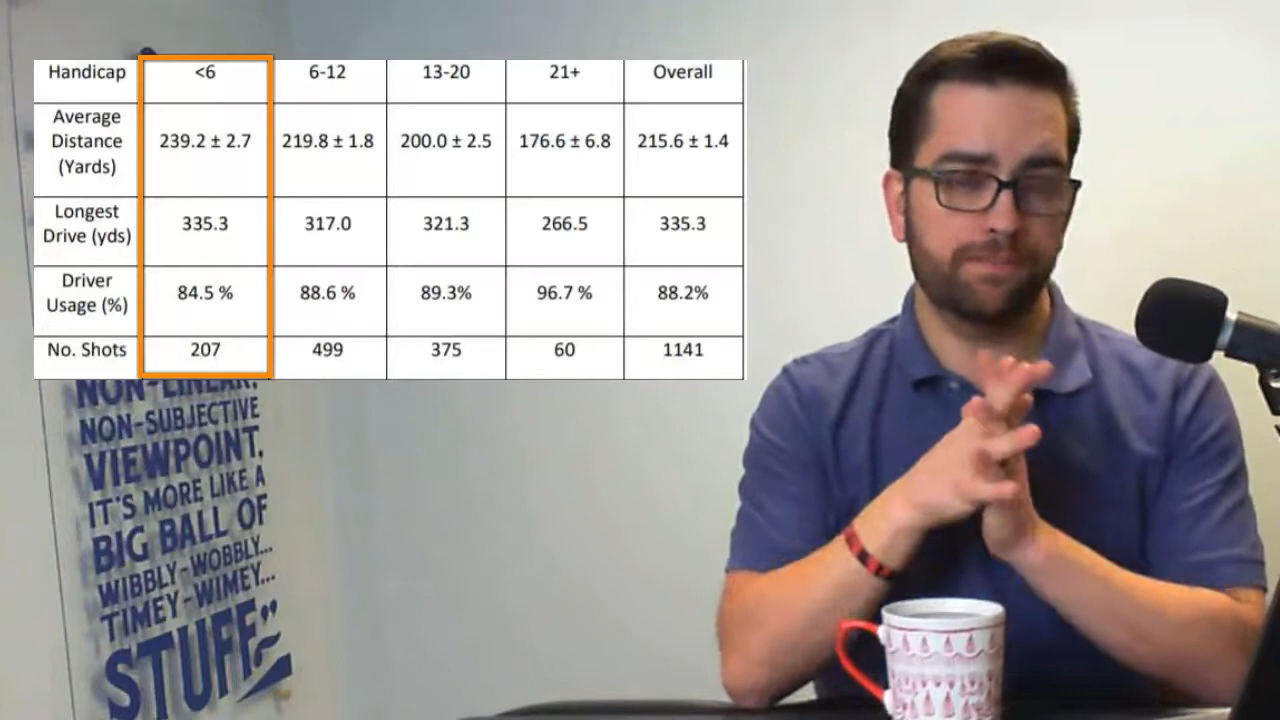 Handicap <6 6-12 13-20 21+ Overall
Average
Distance 239.2 ± 2.7 219.8 ± 1.8 200.0 ± 2.5 176.6 ± 6.8 215.6 ± 1.4
(Yards)
Longest
Drive (yds) 335.3 317.0 321.3 266.5 335.3
Driver
Usage (%) 84.5 % 88.6 % 89.3% 96.7 % 88.2%
No. Shots 207 499 375 60 1141
NON-LINEAR,
NON-SUBJECTIVE
VIEWPOINT,
IT'S MORE LIKE A
BIG BALL OF
WIBBLY-WOBBLY...
TIMEY-WIMEY...
STUFF